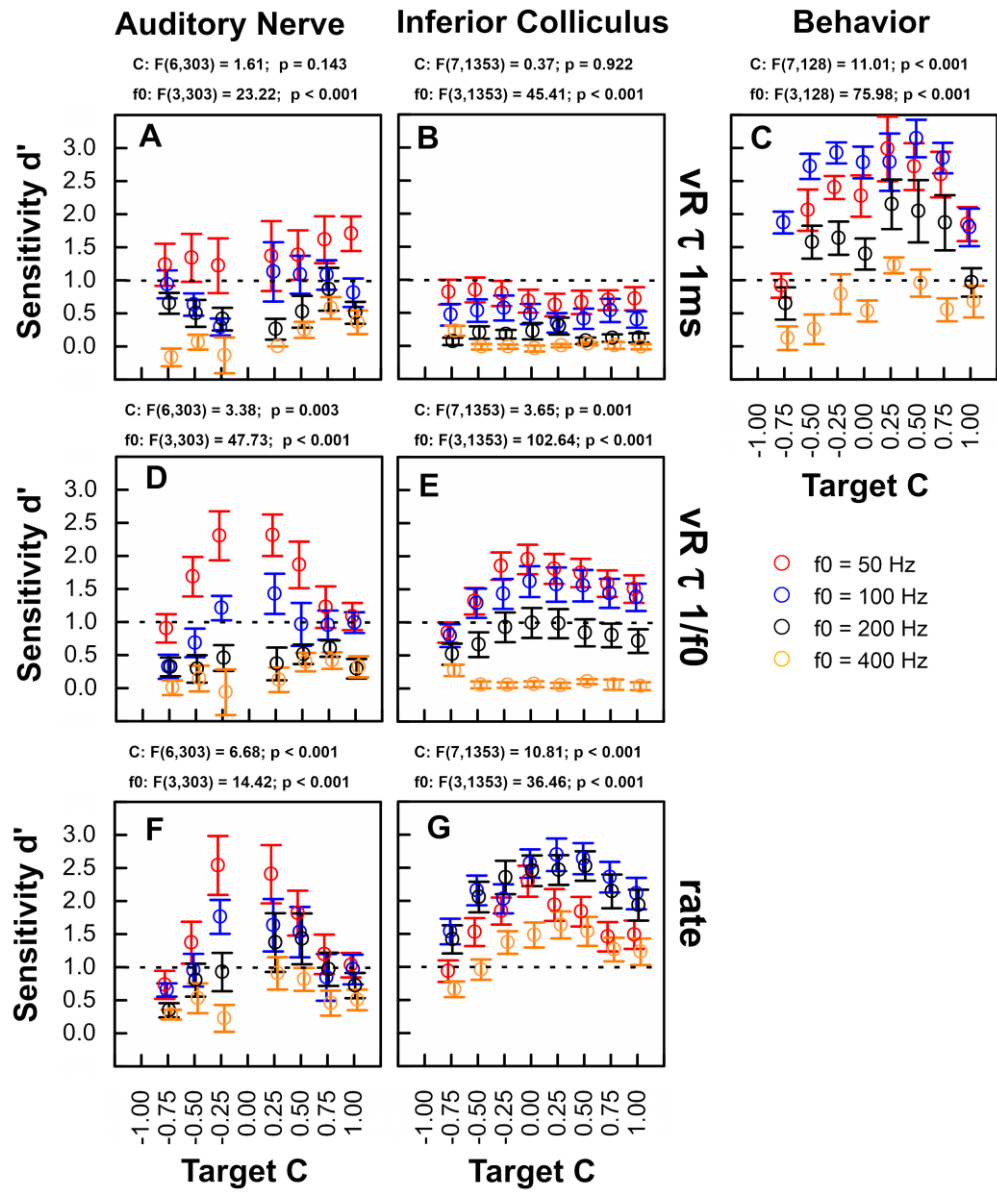 Auditory Nerve
Inferior Colliculus
Behavior
C: F(6,303) = 1.61; p = 0.143
C: F(7,1353) = 0.37; p = 0.922
C: F(7,128) = 11.01; p < 0.001
f0: F(3,303) = 23.22; p < 0.001
f0: F(3,1353) = 45.41; p < 0.001
f0: F(3,128) = 75.98; p < 0.001
Sensitivity d'
3.0
2.5
2.0
1.5
1.0
0.5
0.0
A
B
vR τ 1ms
C
-1.00
-0.75
-0.50
-0.25
0.00
0.25
0.50
0.75
1.00
Target C
C: F(6,303) = 3.38; p = 0.003
C: F(7,1353) = 3.65; p = 0.001
f0: F(3,303) = 47.73; p < 0.001
f0: F(3,1353) = 102.64; p < 0.001
Sensitivity d'
3.0
2.5
2.0
1.5
1.0
0.5
0.0
D
E
vR τ 1/f0
f0 = 50 Hz
f0 = 100 Hz
f0 = 200 Hz
f0 = 400 Hz
C: F(6,303) = 6.68; p < 0.001
C: F(7,1353) = 10.81; p < 0.001
f0: F(3,303) = 14.42; p < 0.001
f0: F(3,1353) = 36.46; p < 0.001
Sensitivity d'
3.0
2.5
2.0
1.5
1.0
0.5
0.0
F
G
rate
-1.00
-0.75
-0.50
-0.25
0.00
0.25
0.50
0.75
1.00
Target C
-1.00
-0.75
-0.50
-0.25
0.00
0.25
0.50
0.75
1.00
Target C